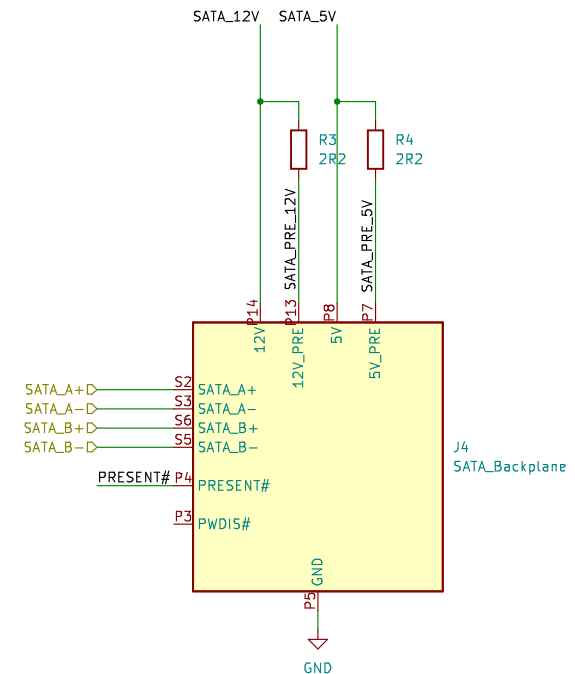 SATA_12V
SATA_5V
R3
2R2
R4
2R2
SATA_PRE_12V
SATA_PRE_5V
P14
P13
P8
P7
12V
12V_PRE
5V
5V_PRE
SATA_A+
S2
SATA_A+
SATA_A-
S3
SATA_A-
SATA_B+
S6
SATA_B+
SATA_B-
S5
SATA_B-
J4
SATA_Backplane
PRESENT#
P4
PRESENT#
P3
PWDIS#
GND
P5
GND